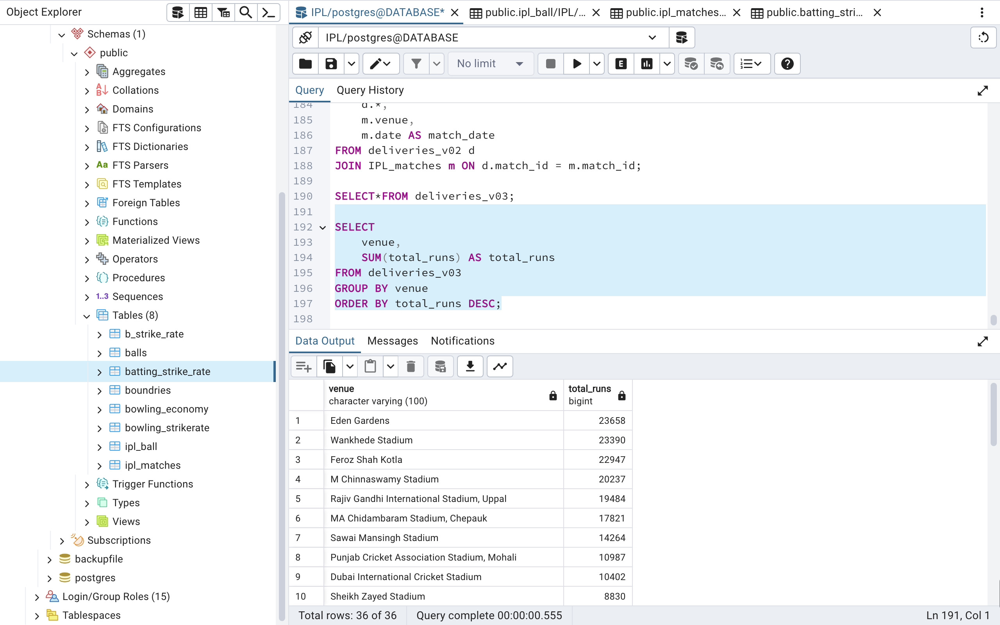 Object Explorer
Schemas (1)
public
Aggregates
Collations
Domains
FTS Configurations
FTS Dictionaries
Aa FTS Parsers
FTS Templates
Foreign Tables
Functions
Materialized Views
Operators
Procedures
1..3 Sequences
Tables (8)
b_strike_rate
balls
batting_strike_rate
boundries
bowling_economy
bowling_strikerate
ipl_ball
ipl_matches
Trigger Functions
Types
Views
Subscriptions
backupfile
postgres
Login/Group Roles (15)
Tablespaces
IPL/postgres@DATABASE* public.ipl_ball/IPL/... public.ipl_matches... public.batting_stri...
IPL/postgres@DATABASE
No limit E
Query Query History
184 d.*,
185 m.venue,
186 m.date AS match_date
187 FROM deliveries_v02 d
188 JOIN IPL_matches m ON d.match_id = m.match_id;
189
190 SELECT*FROM deliveries_v03;
191
192 SELECT
193 venue,
194 SUM(total_runs) AS total_runs
195 FROM deliveries_v03
196 GROUP BY venue
197 ORDER BY total_runs DESC;
198
Data Output Messages Notifications
venue total_runs
character varying (100) bigint
1 Eden Gardens 23658
2 Wankhede Stadium 23390
3 Feroz Shah Kotla 22947
4 M Chinnaswamy Stadium 20237
5 Rajiv Gandhi International Stadium, Uppal 19484
6 MA Chidambaram Stadium, Chepauk 17821
7 Sawai Mansingh Stadium 14264
8 Punjab Cricket Association Stadium, Mohali 10987
9 Dubai International Cricket Stadium 10402
10 Sheikh Zayed Stadium 8830
Total rows: 36 of 36 Query complete 00:00:00.555 Ln 191, Col 1